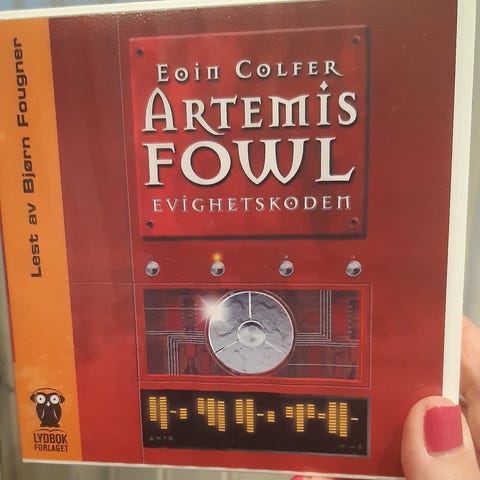 Eoin Colfer
Artemis
FOWL
Evighetskoden
Lest av Bjørn Fougner
LYDBOK
FORLAGET